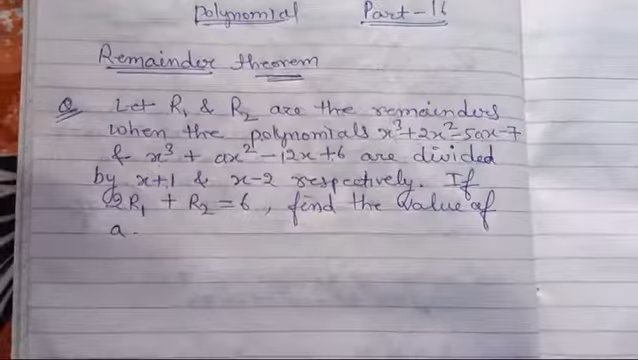 Polynomial Part-16
Remainder theorem
Q Let R₁ & R₂ are the remainders
when the polynomials x³+2x²-5ax-7
& x³ + ax² -12x+6 are divided
by x+1 & x-2 respectively. If
2R₁ + R₂ = 6, find the value of
a.